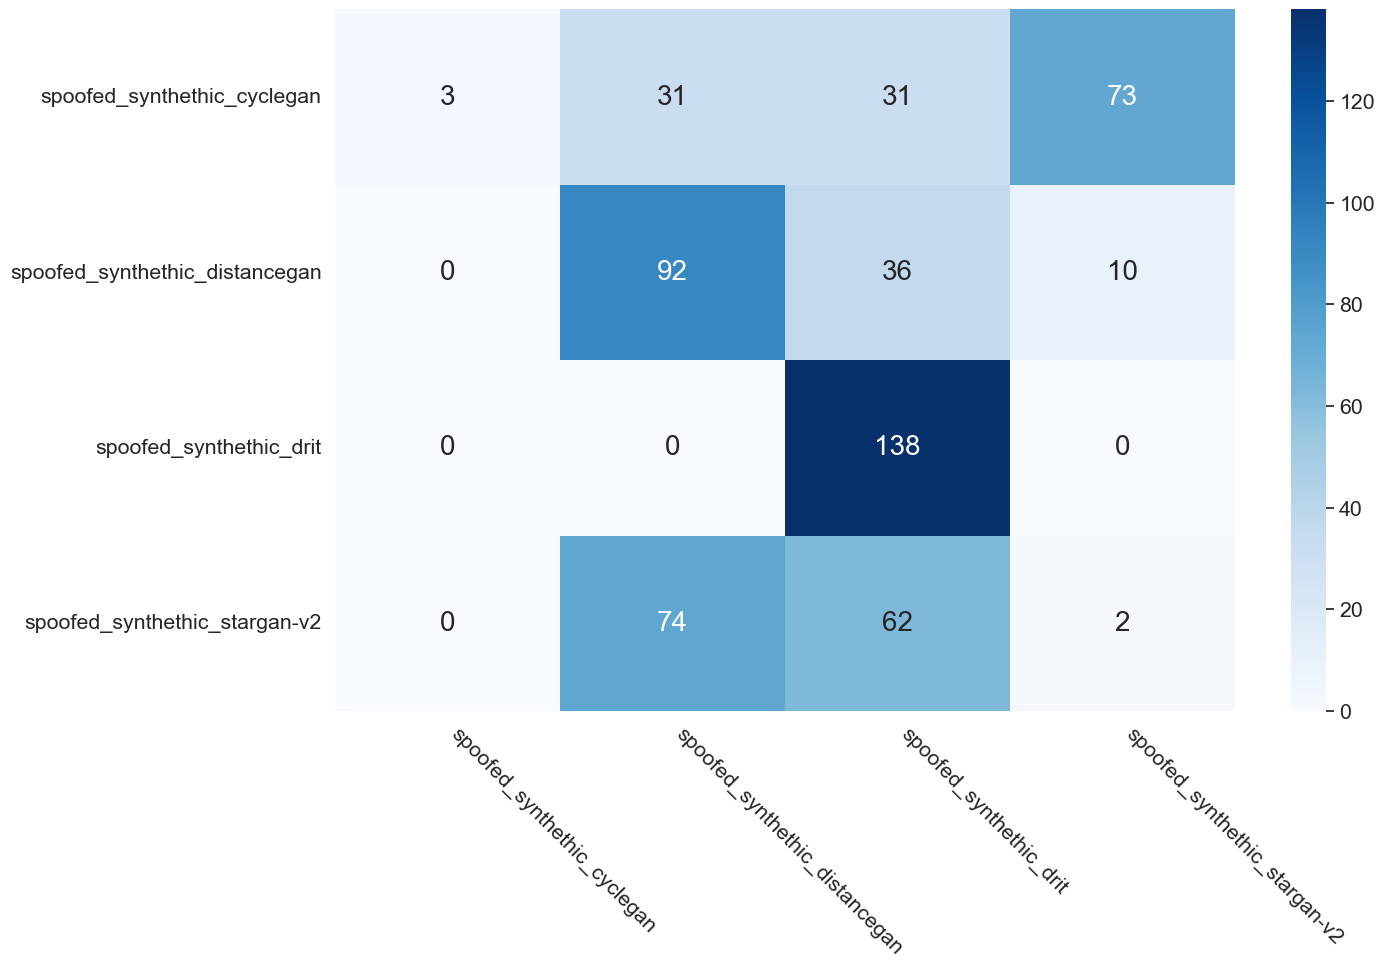 spoofed_synthethic_cyclegan 3 31 31 73
spoofed_synthethic_distancegan 0 92 36 10
spoofed_synthethic_drit 0 0 138 0
spoofed_synthethic_stargan-v2 0 74 62 2
spoofed_synthethic_cyclegan
spoofed_synthethic_distancegan
spoofed_synthethic_drit
spoofed_synthethic_stargan-v2
120
100
80
60
40
20
0